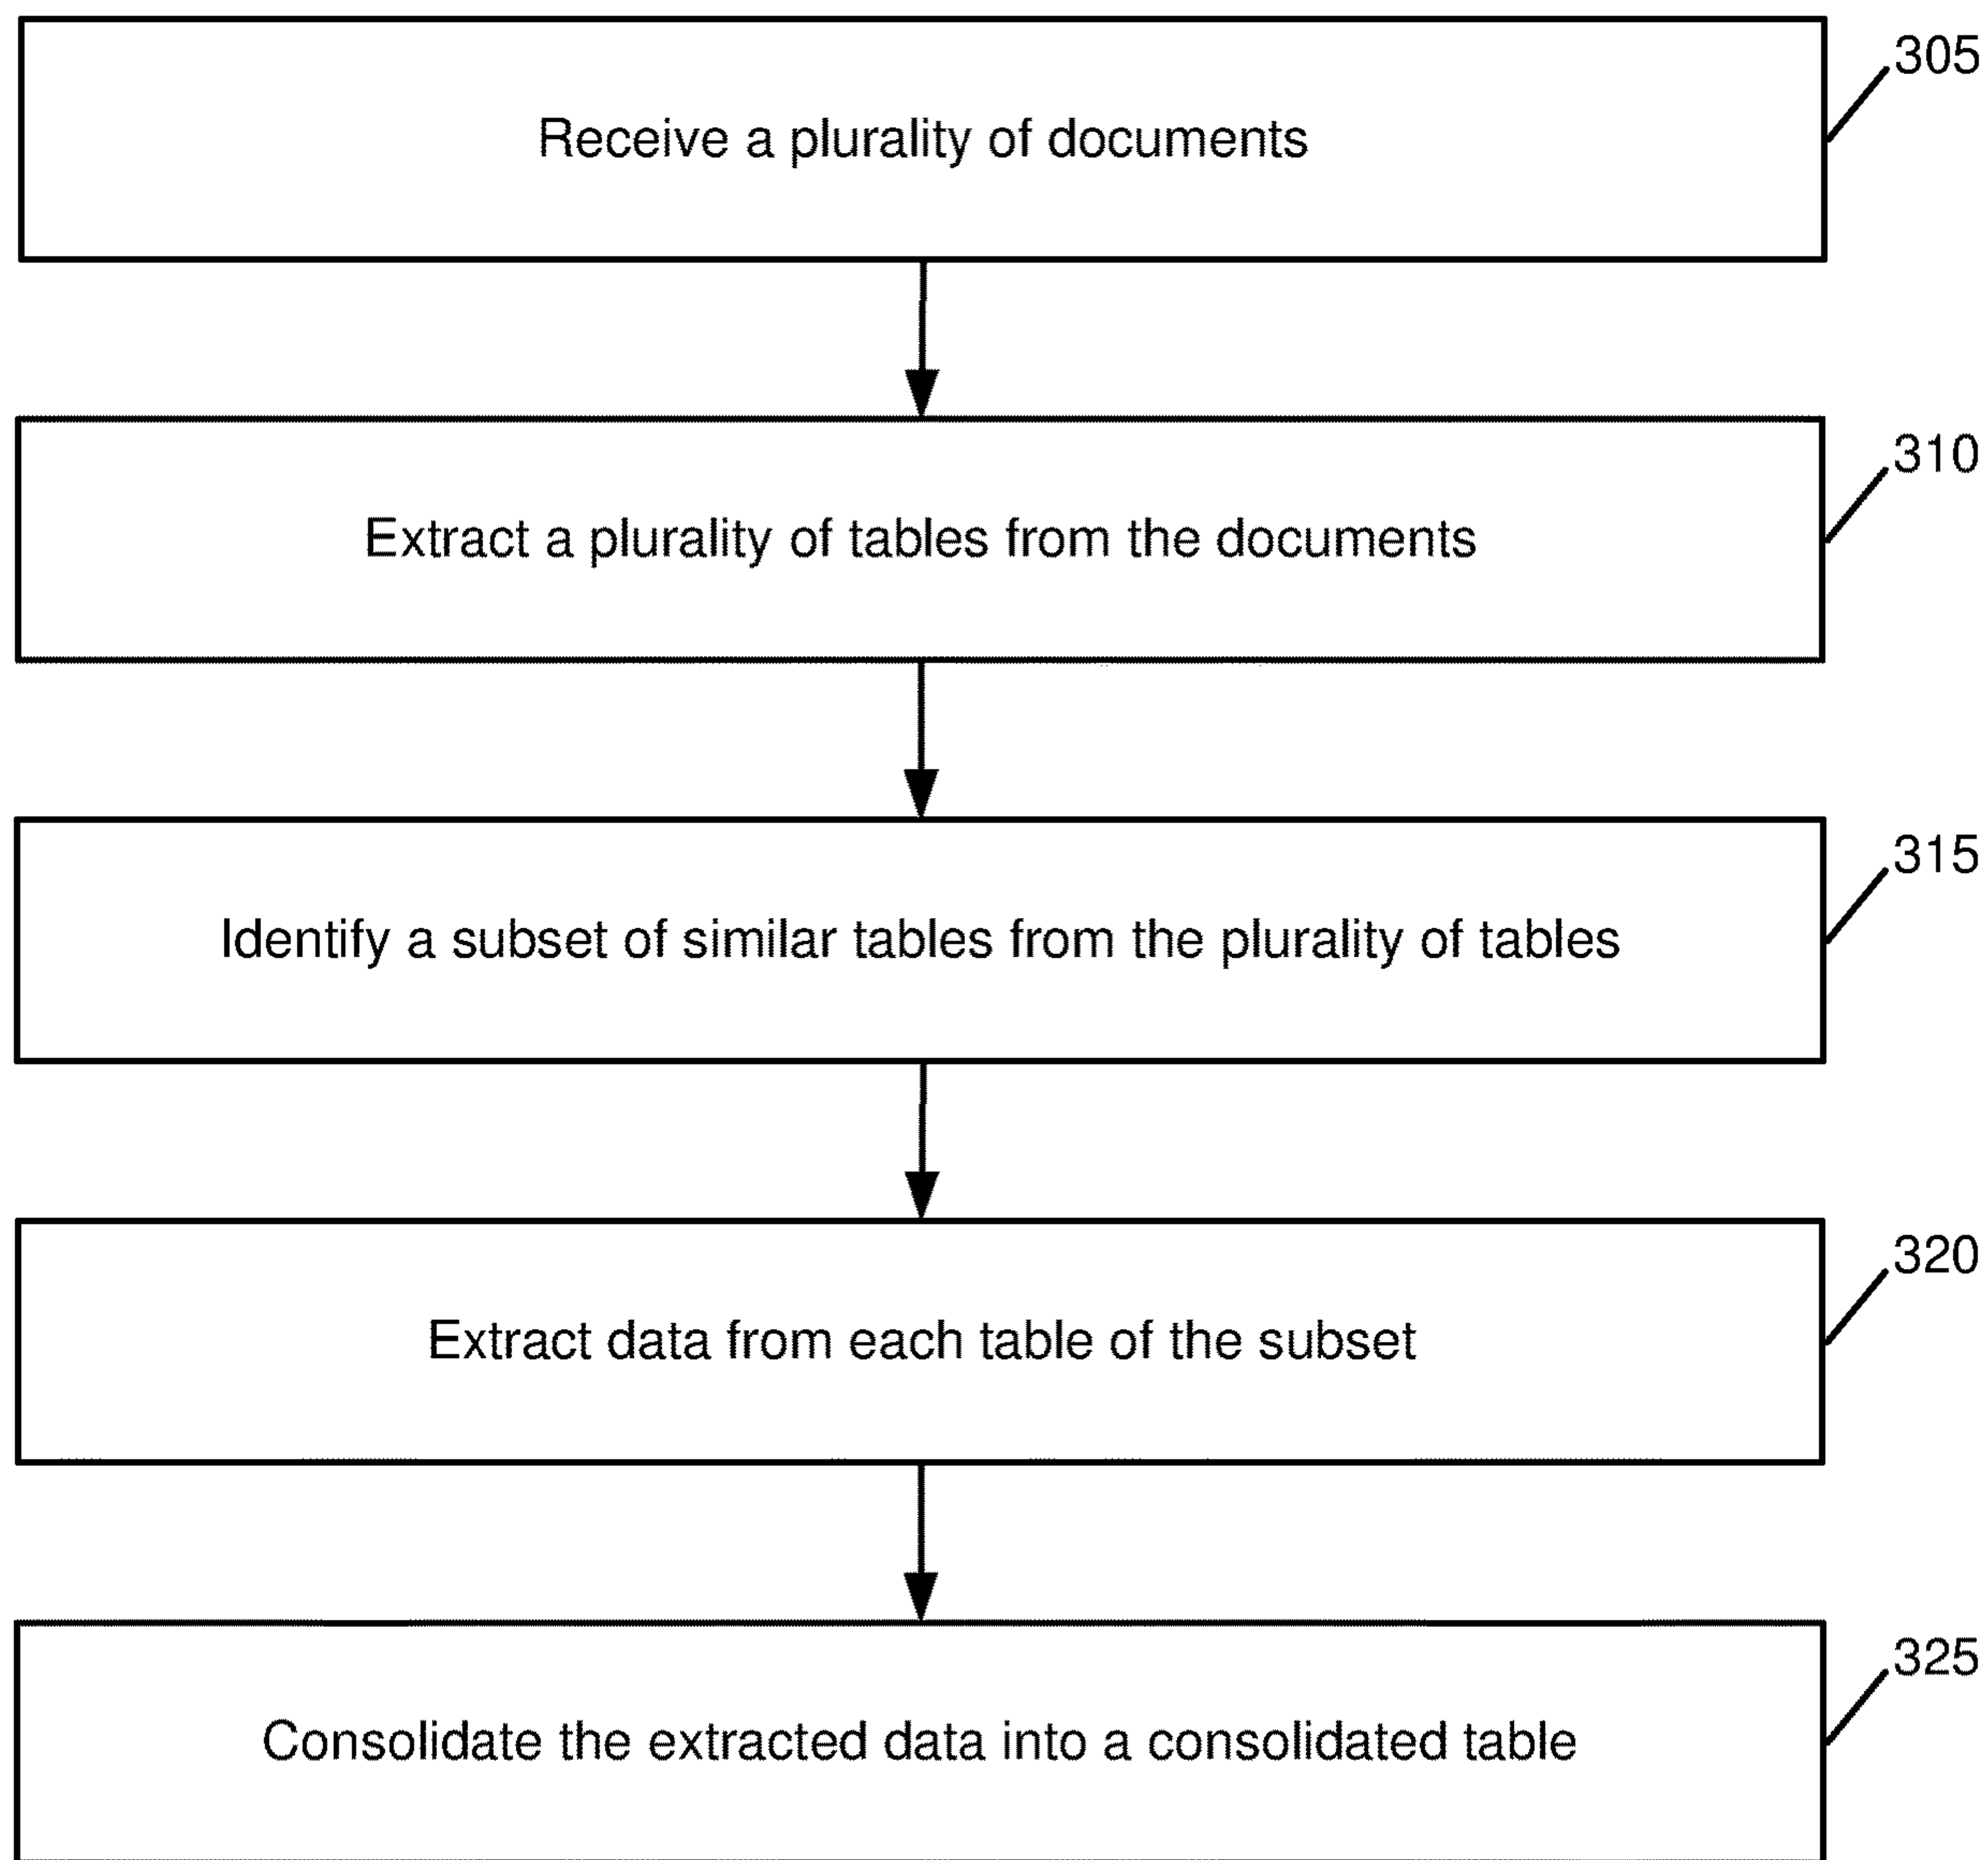 305
Receive a plurality of documents
310
Extract a plurality of tables from the documents
315
Identify a subset of similar tables from the plurality of tables
320
Extract data from each table of the subset
325
Consolidate the extracted data into a consolidated table